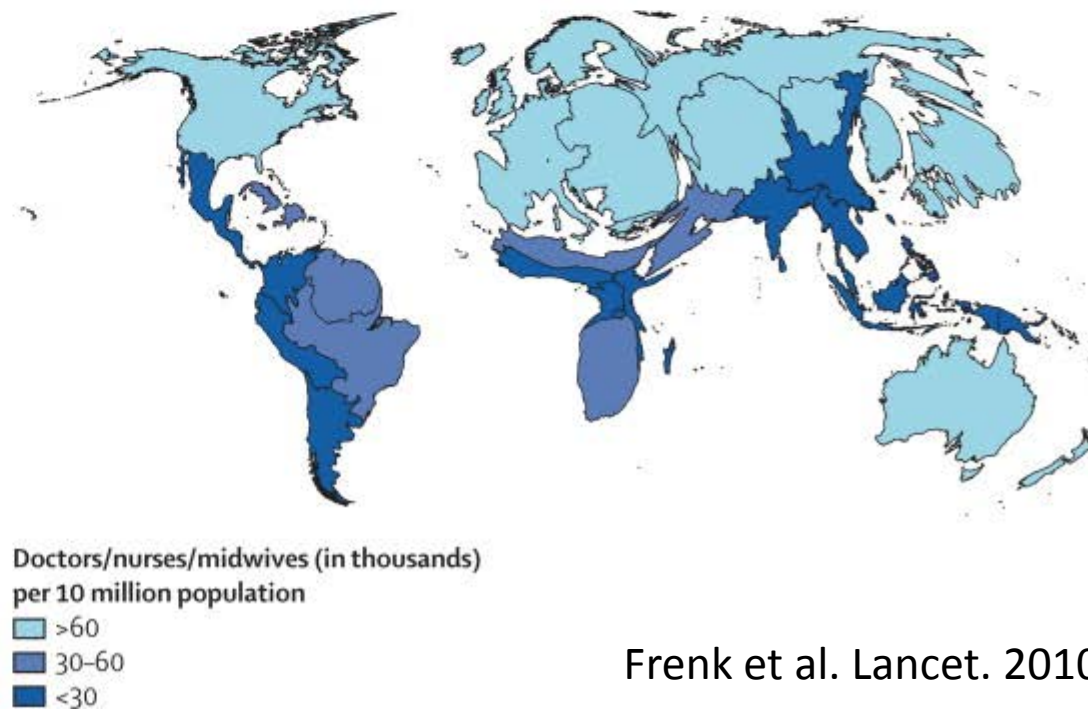 Doctors/nurses/midwives (in thousands)
per 10 million population
>60
30–60
<30
Frenk et al. Lancet. 2010